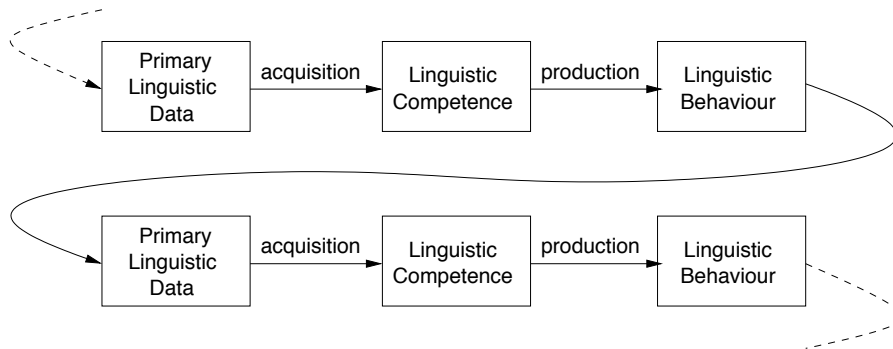 Primary
Linguistic
Data
acquisition
Linguistic
Competence
production
Linguistic
Behaviour
Primary
Linguistic
Data
acquisition
Linguistic
Competence
production
Linguistic
Behaviour